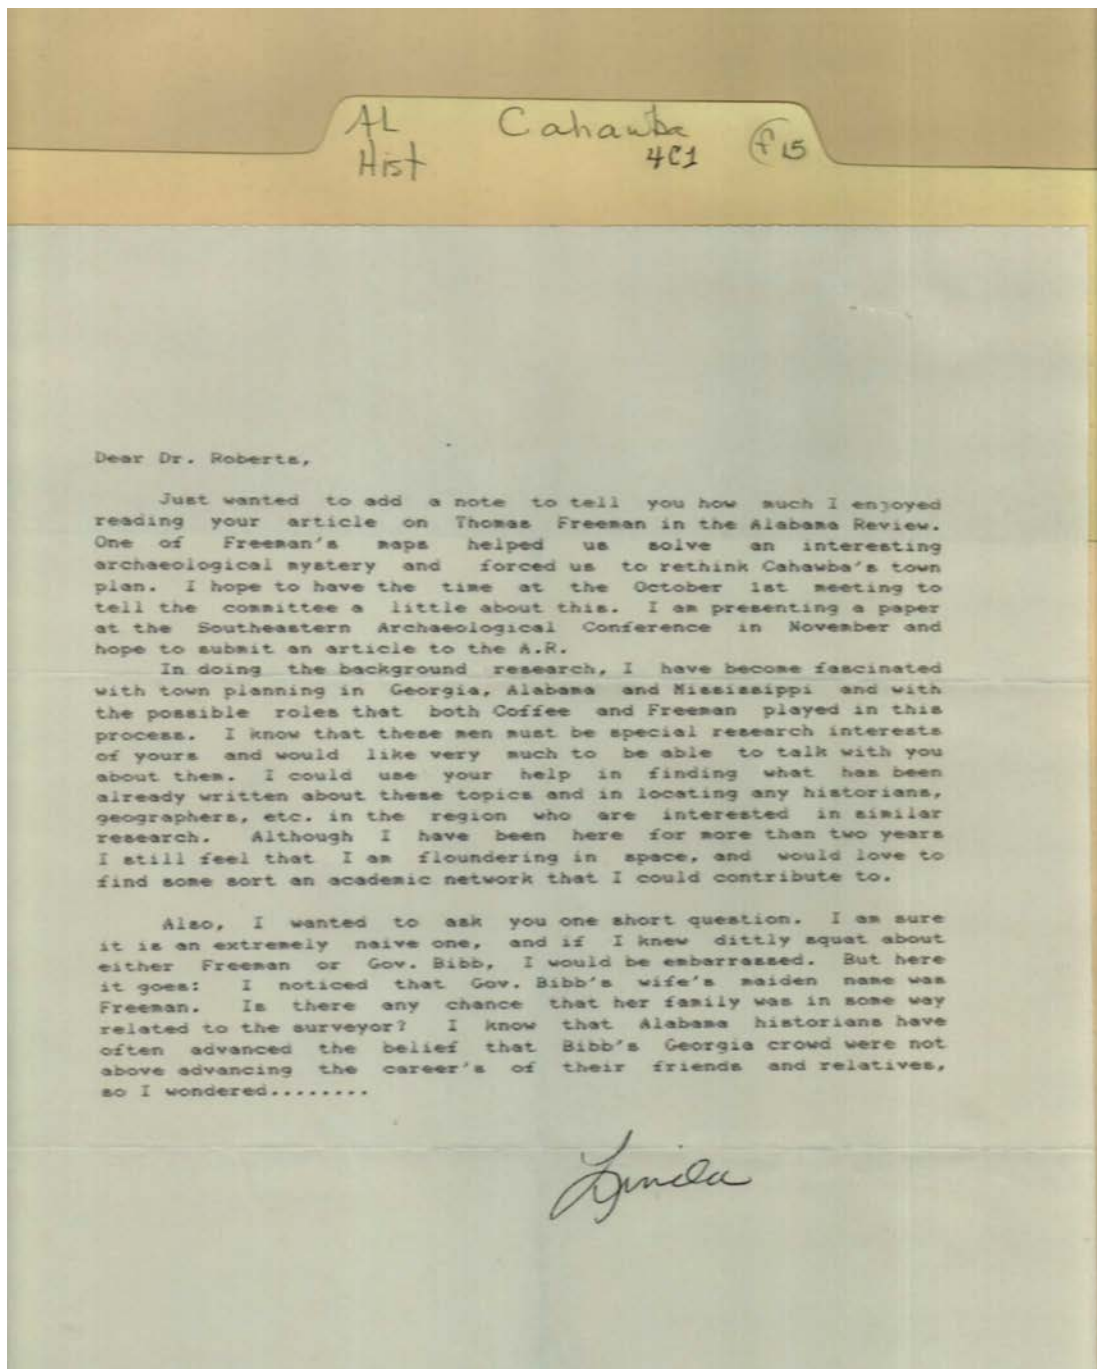 AL Cahawba f15
Hist 4C1
Dear Dr. Roberts,
Just wanted to add a note to tell you how much I enjoyed
reading your article on Thomas Freeman in the Alabama Review.
One of Freeman's maps helped us solve an interesting
archaeological mystery and forced us to rethink Cahawba's town
plan. I hope to have the time at the October 1st meeting to
tell the committee a little about this. I am presenting a paper
at the Southeastern Archaeological Conference in November and
hope to submit an article to the A.R.
In doing the background research, I have become fascinated
with town planning in Georgia, Alabama and Mississippi and with
the possible roles that both Coffee and Freeman played in this
process. I know that these men must be special research interests
of yours and would like very much to be able to talk with you
about them. I could use your help in finding what has been
already written about these topics and in locating any historians,
geographers, etc. in the region who are interested in similar
research. Although I have been here for more than two years
I still feel that I am floundering in space, and would love to
find some sort an academic network that I could contribute to.
Also, I wanted to ask you one short question. I am sure
it is an extremely naive one, and if I knew dittly squat about
either Freeman or Gov. Bibb, I would be embarrassed. But here
it goes: I noticed that Gov. Bibb's wife's maiden name was
Freeman. Is there any chance that her family was in some way
related to the surveyor? I know that Alabama historians have
often advanced the belief that Bibb's Georgia crowd were not
above advancing the career's of their friends and relatives,
so I wondered........
Linda